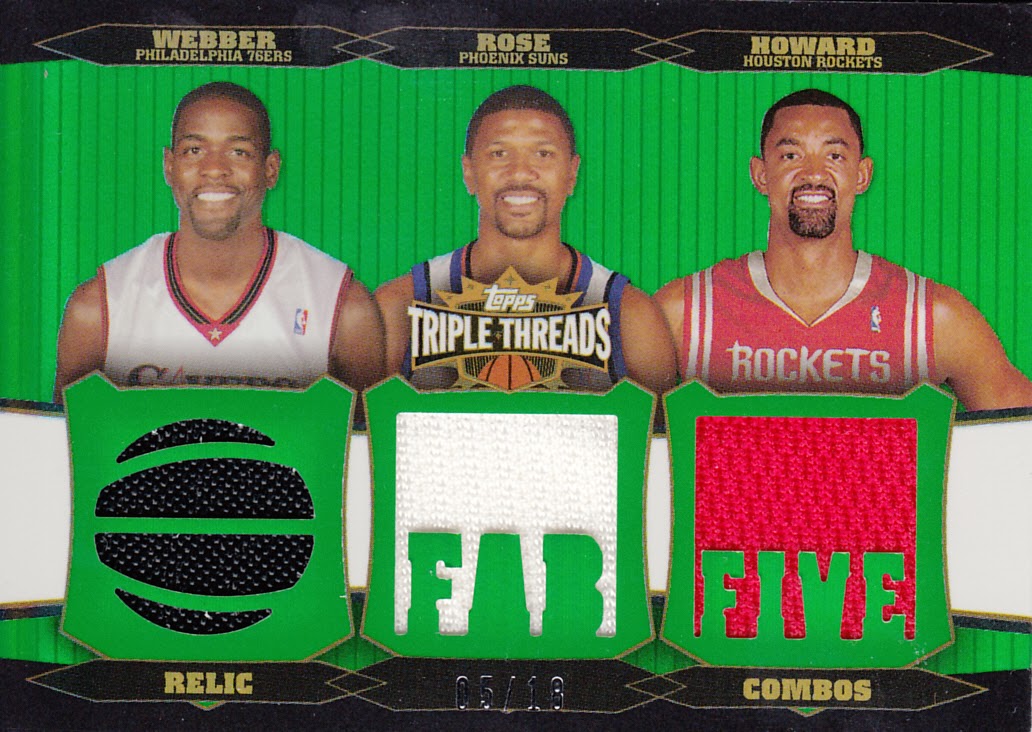 WEBBER
PHILADELPHIA 76ERS
ROSE
PHOENIX SUNS
HOWARD
HOUSTON ROCKETS
Topps
TRIPLE THREADS
ROCKETS
FAB
FIVE
RELIC
05/18
COMBOS